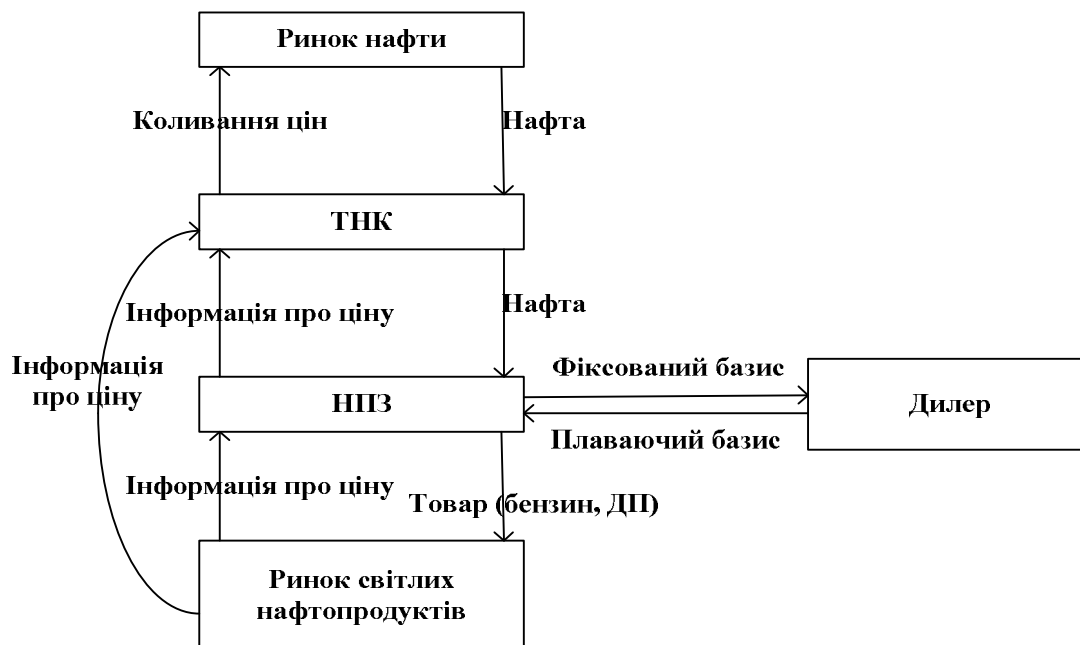 Ринок нафти
Коливання цін
Нафта
ТНК
Інформація про ціну
Нафта
Інформація
про ціну
Фіксований базис
НПЗ
Дилер
Плаваючий базис
Інформація про ціну
Товар (бензин, ДП)
Ринок світлих
нафтопродуктів